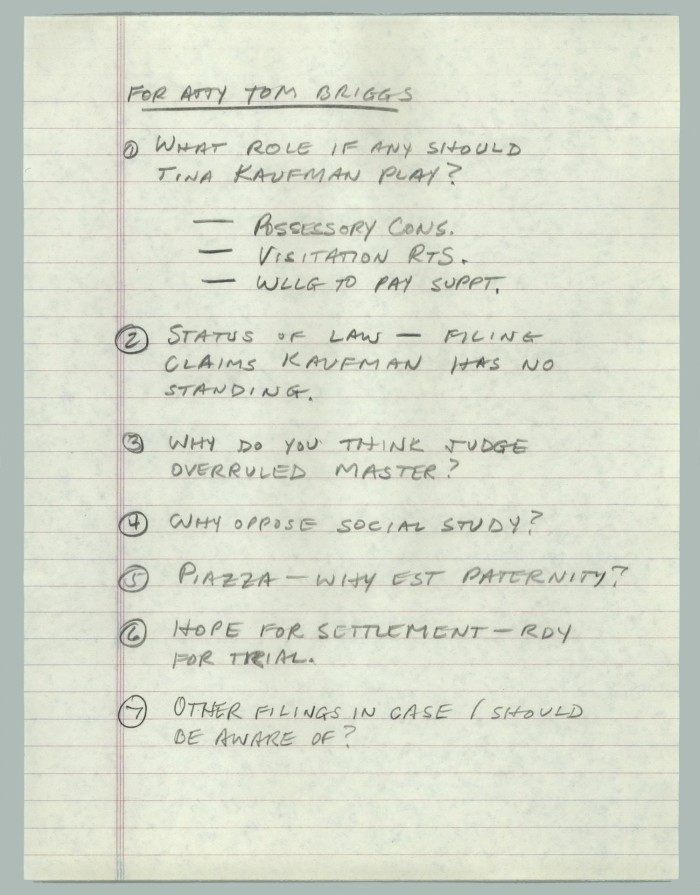 FOR ATTY TOM BRIGGS
① WHAT ROLE IF ANY SHOULD
TINA KAUFMAN PLAY?
— POSSESSORY CONS.
— VISITATION RTS.
— WLLG TO PAY SUPPT.
② STATUS OF LAW — FILING
CLAIMS KAUFMAN HAS NO
STANDING.
③ WHY DO YOU THINK JUDGE
OVERRULED MASTER?
④ WHY OPPOSE SOCIAL STUDY?
⑤ PIAZZA — WHY EST PATERNITY?
⑥ HOPE FOR SETTLEMENT — RDY
FOR TRIAL.
⑦ OTHER FILINGS IN CASE I SHOULD
BE AWARE OF?